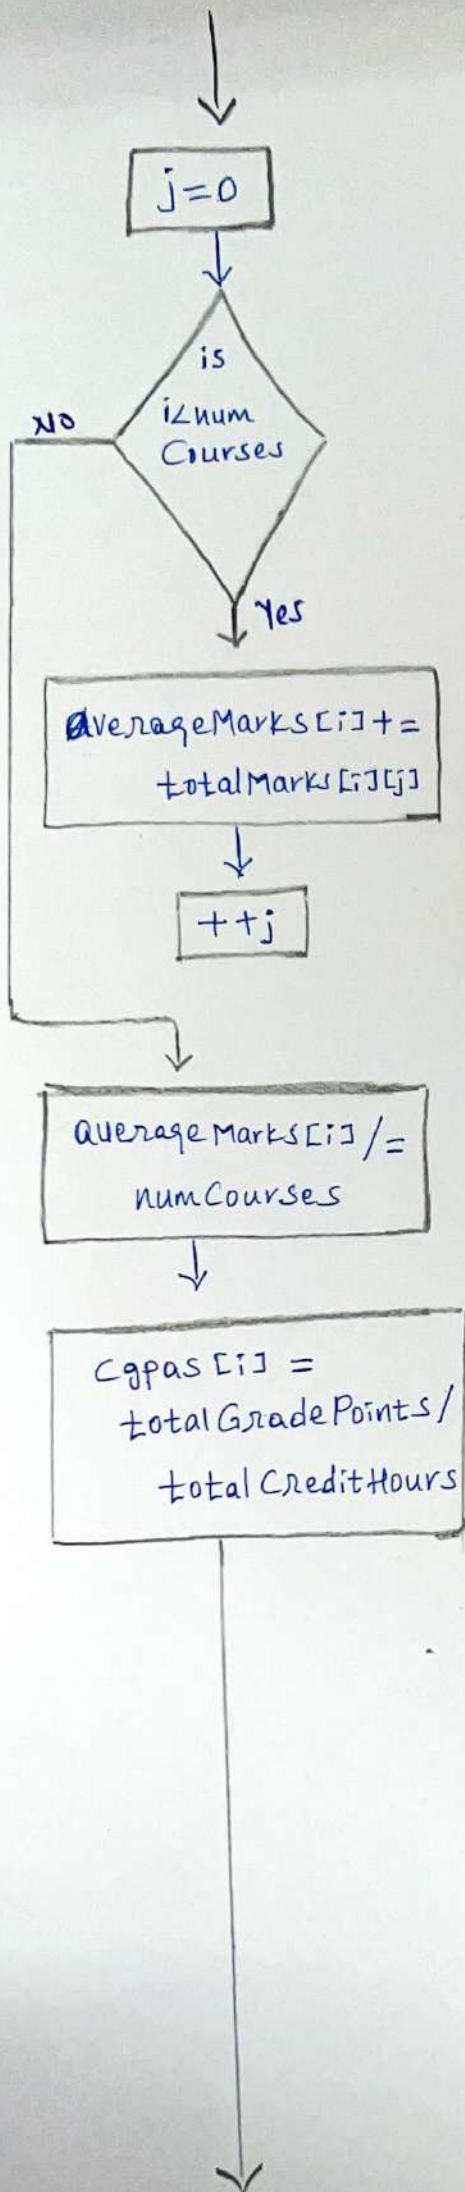 j=0
is
i<num
Courses
NO
Yes
averageMarks[i]+=
totalMarks[i][j]
++j
averageMarks[i]/=
numCourses
Cgpas[i] =
totalGradePoints/
totalCreditHours